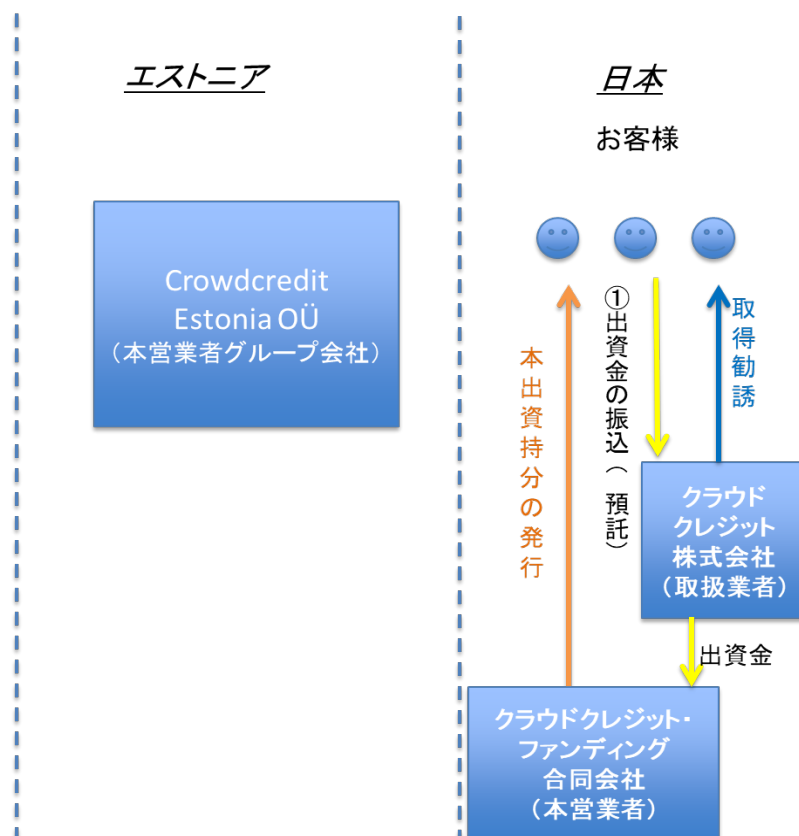 エストニア
日本
お客様
Crowdcredit
Estonia OÜ
（本営業者グループ会社）
本出資持分の発行
①出資金の振込（預託）
取得勧誘
クラウド
クレジット
株式会社
（取扱業者）
出資金
クラウドクレジット・
ファンディング
合同会社
（本営業者）